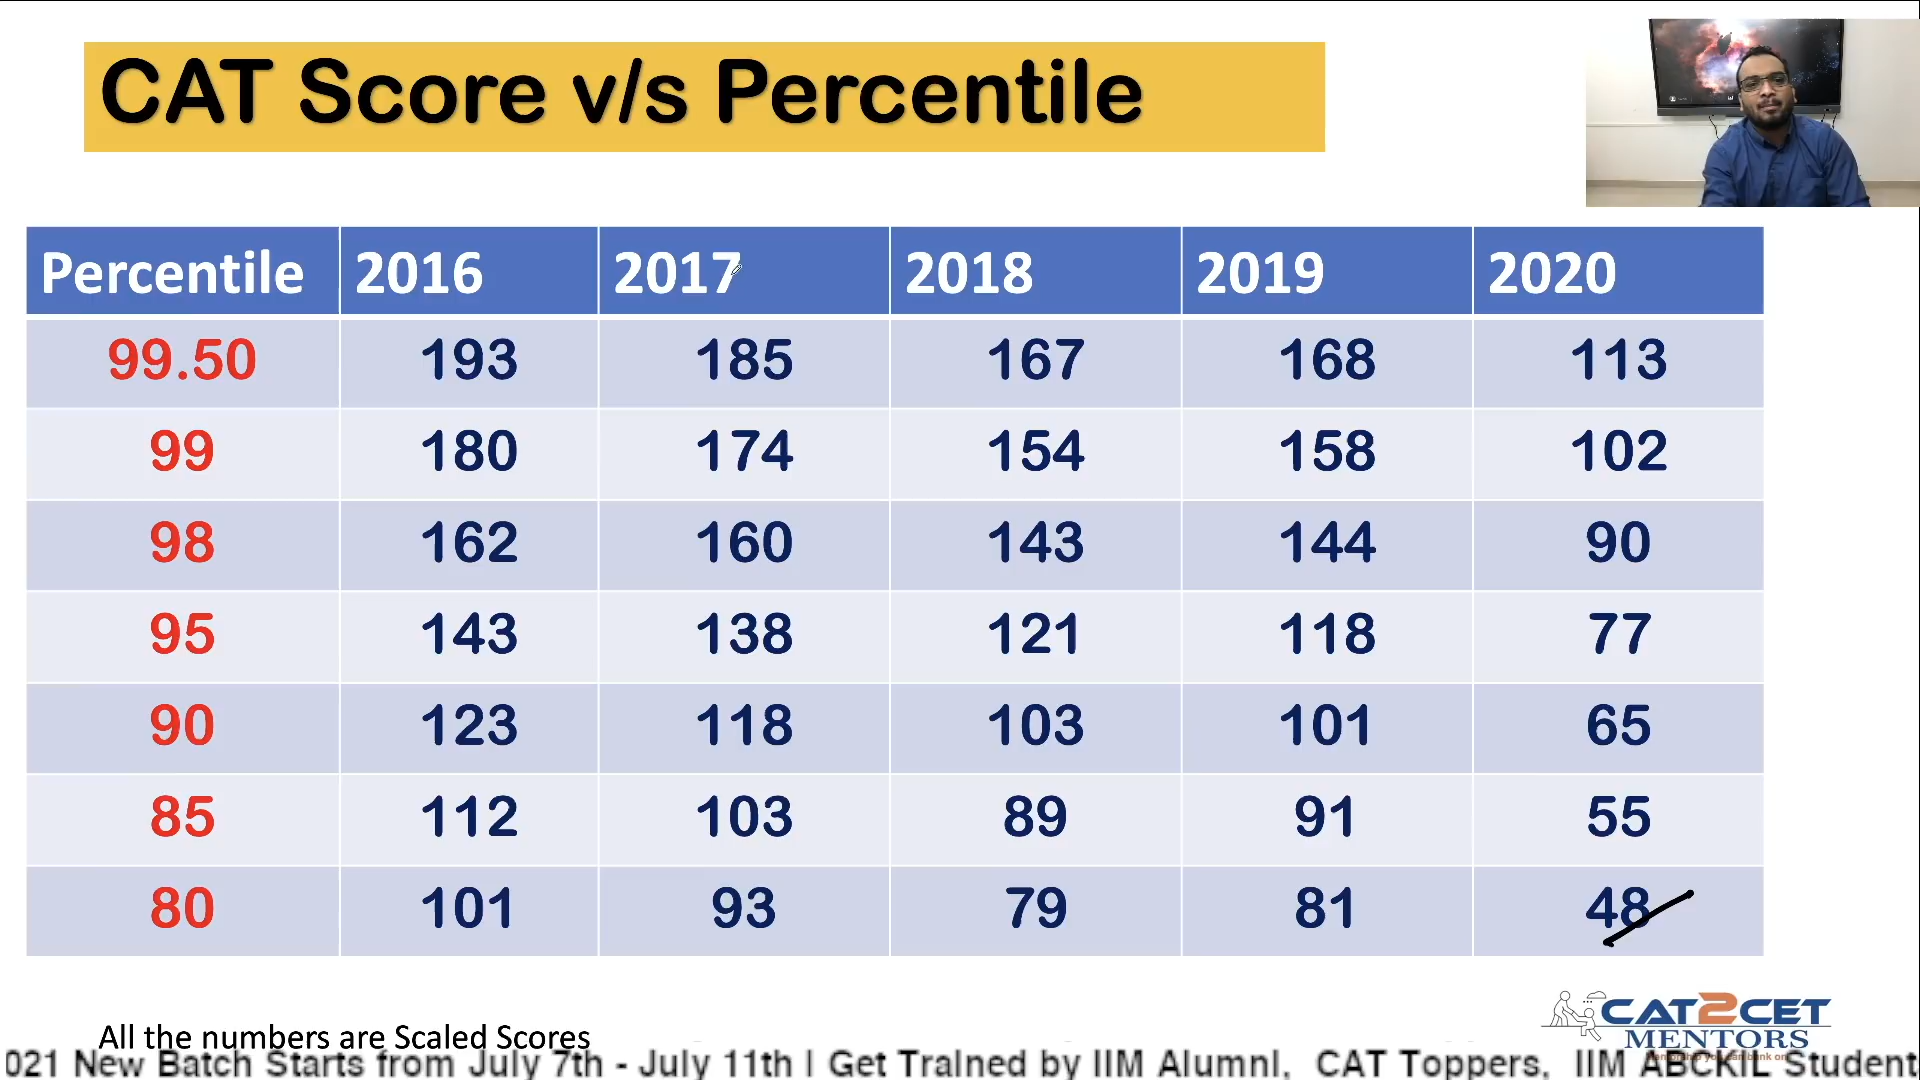 CAT Score v/s Percentile
Percentile 2016 2017 2018 2019 2020
99.50 193 185 167 168 113
99 180 174 154 158 102
98 162 160 143 144 90
95 143 138 121 118 77
90 123 118 103 101 65
85 112 103 89 91 55
80 101 93 79 81 48
All the numbers are Scaled Scores
CAT2CET
MENTORS
021 New Batch Starts from July 7th - July 11th I Get TraIned by IIM AlumnI, CAT Toppers, IIM ABCKIL Student